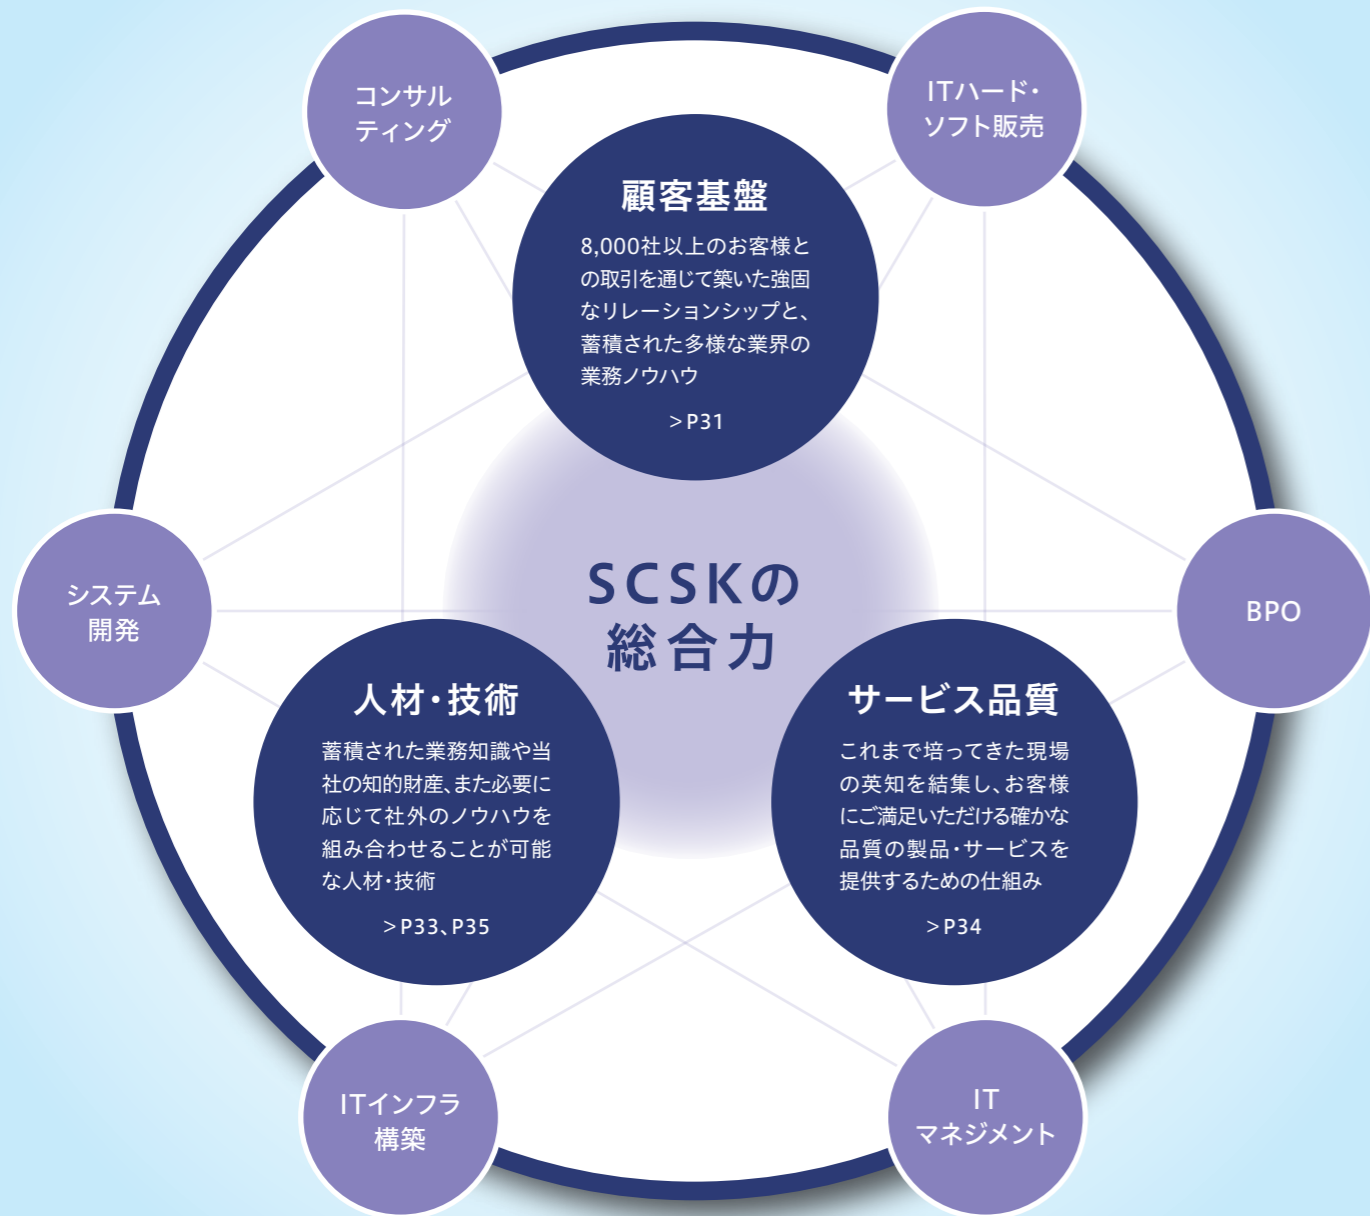 コンサル
ティング
ITハード・
ソフト販売
顧客基盤
8,000社以上のお客様と
の取引を通じて築いた強固
なリレーションシップと、
蓄積された多様な業界の
業務ノウハウ
>P31
SCSKの
総合力
システム
開発
BPO
人材・技術
蓄積された業務知識や当
社の知的財産、また必要に
応じて社外のノウハウを
組み合わせることが可能
な人材・技術
>P33、P35
サービス品質
これまで培ってきた現場
の英知を結集し、お客様
にご満足いただける確かな
品質の製品・サービスを
提供するための仕組み
>P34
ITインフラ
構築
IT
マネジメント